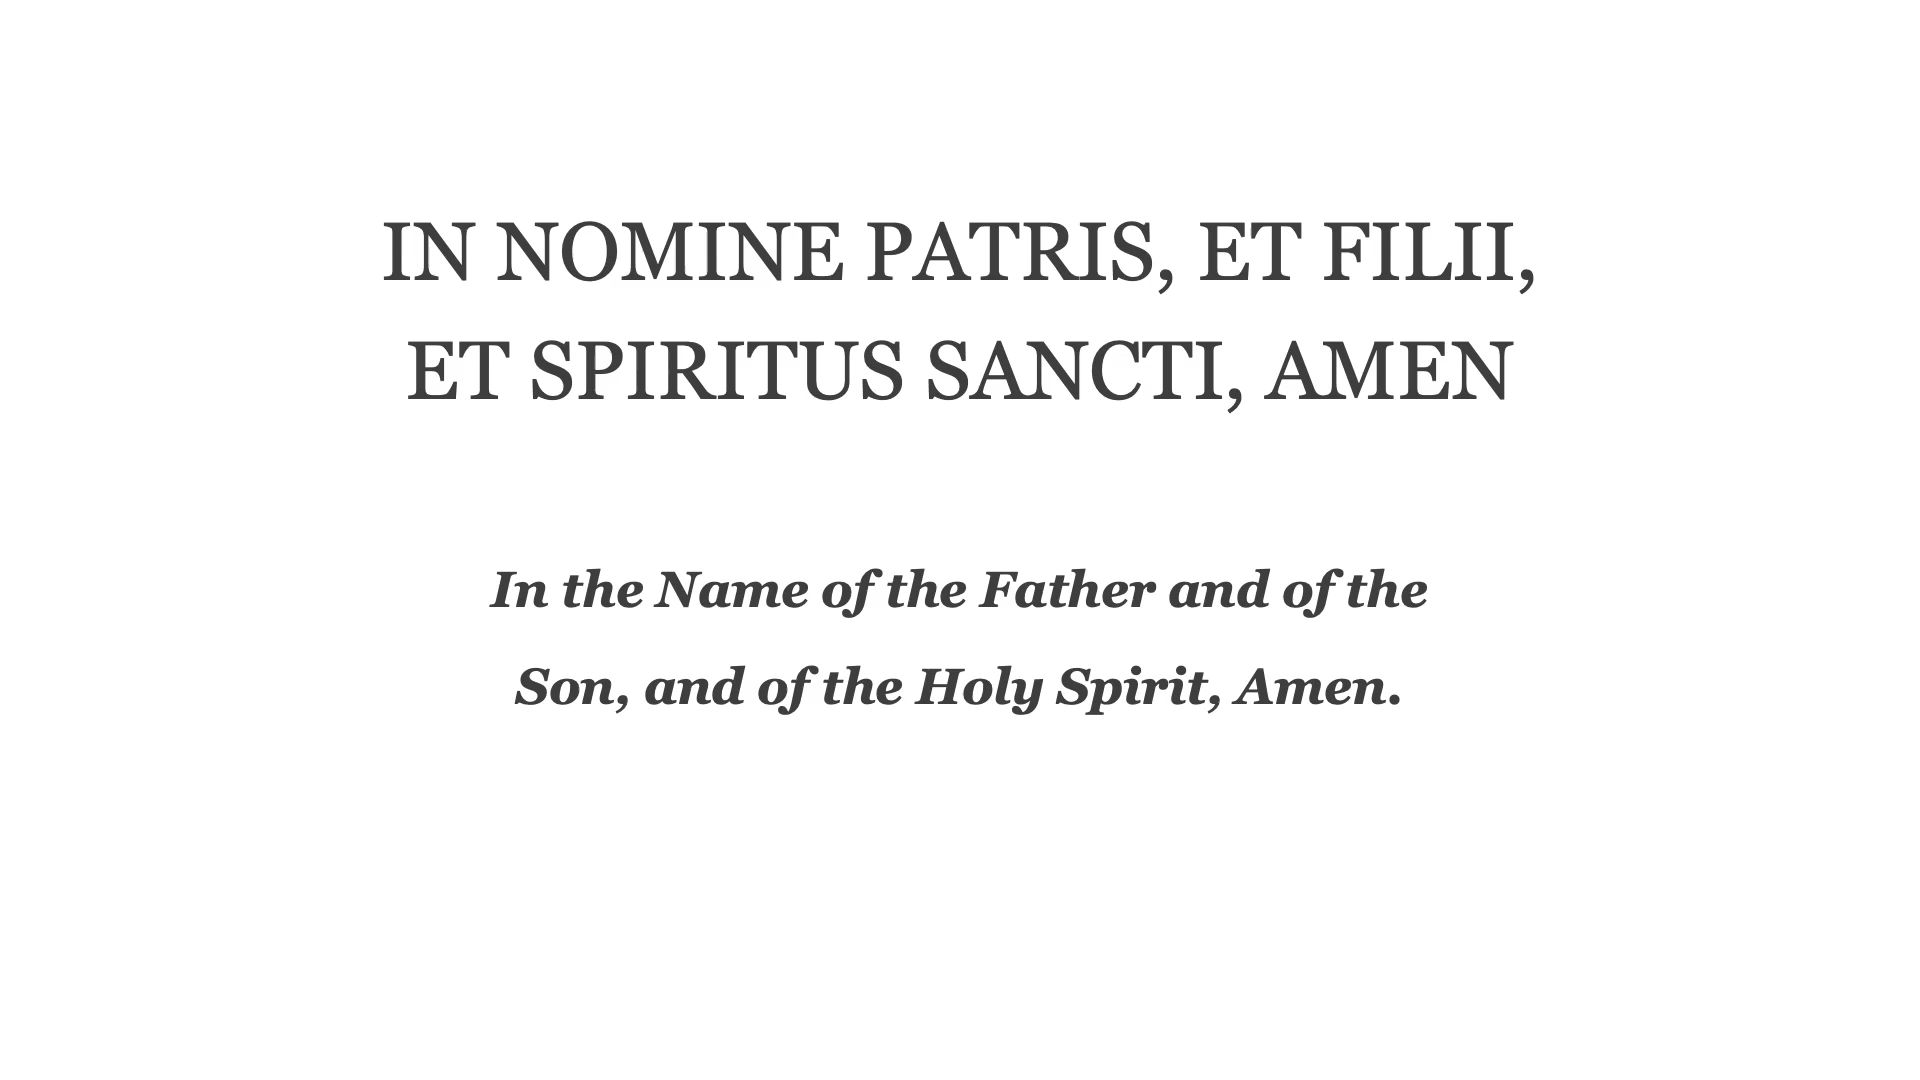 IN NOMINE PATRIS, ET FILII,
ET SPIRITUS SANCTI, AMEN
In the Name of the Father and of the
Son, and of the Holy Spirit, Amen.